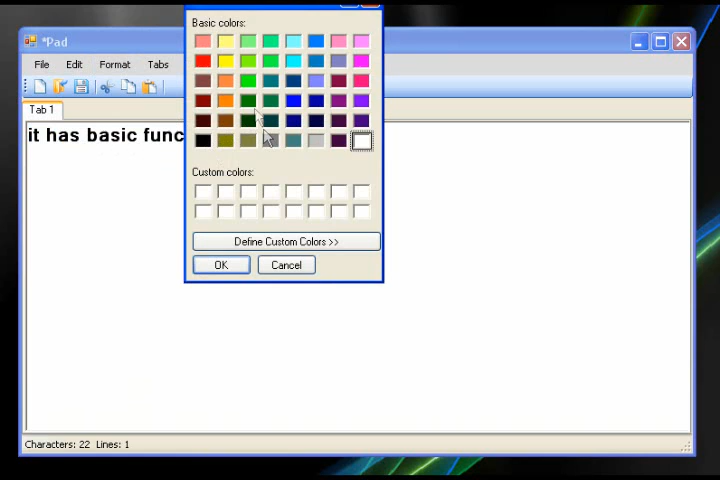 Basic colors:
*Pad
File Edit Format Tabs
Tab 1
it has basic func
Custom colors:
Define Custom Colors >>
OK Cancel
Characters: 22 Lines: 1